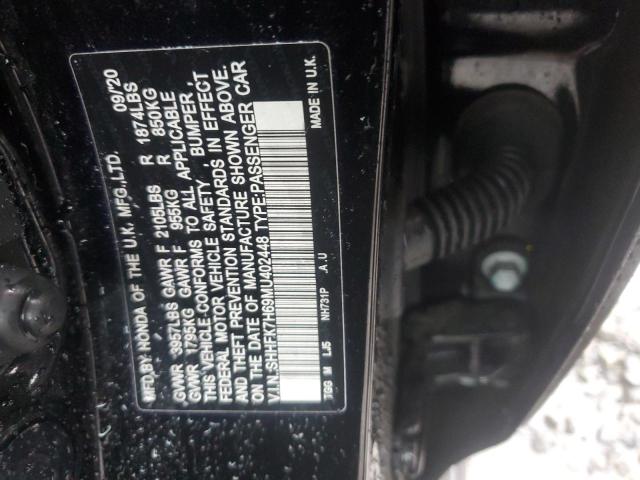 MFD.BY HONDA OF THE U.K. MFG.,LTD. 09/20
GVWR 3957LBS GAWR F 2105LBS R 1874LBS
GVWR 1795KG GAWR F 955KG R 850KG
THIS VEHICLE CONFORMS TO ALL APPLICABLE
FEDERAL MOTOR VEHICLE SAFETY, BUMPER,
AND THEFT PREVENTION STANDARDS IN EFFECT
ON THE DATE OF MANUFACTURE SHOWN ABOVE.
V.I.N.:SHHFK7H69MU402448 TYPE:PASSENGER CAR
TGG M LJ5 NH731P A.U MADE IN U.K.